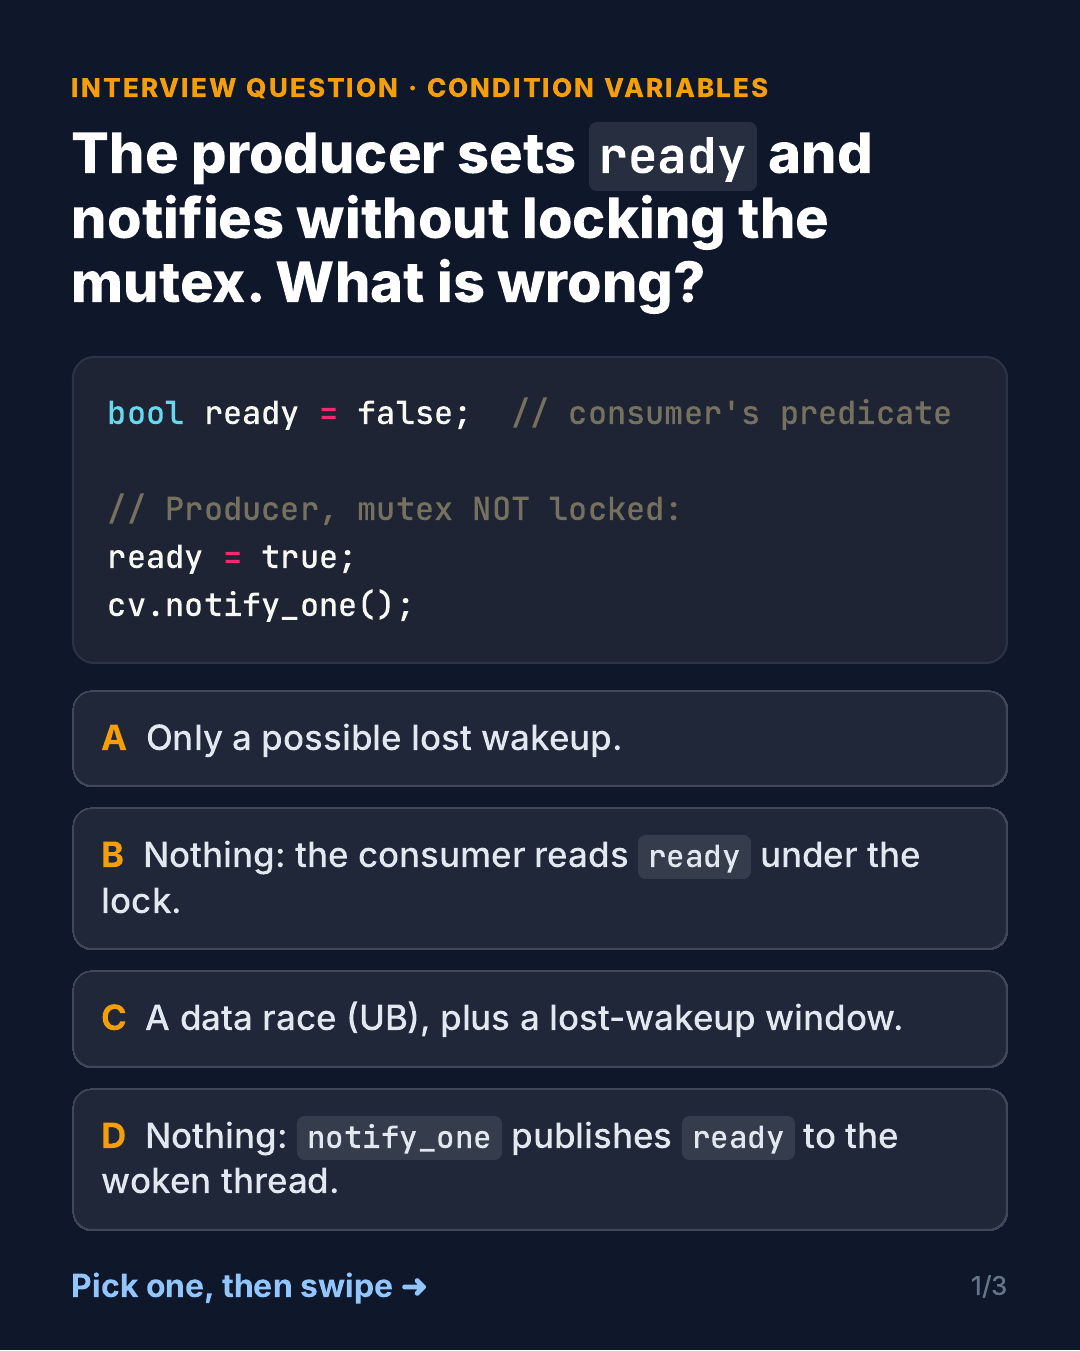 INTERVIEW QUESTION · CONDITION VARIABLES
The producer sets ready and
notifies without locking the
mutex. What is wrong?
bool ready = false;  // consumer's predicate
// Producer, mutex NOT locked:
ready = true;
cv.notify_one();
A Only a possible lost wakeup.
B Nothing: the consumer reads ready under the
lock.
C A data race (UB), plus a lost-wakeup window.
D Nothing: notify_one publishes ready to the
woken thread.
Pick one, then swipe ➜
1/3